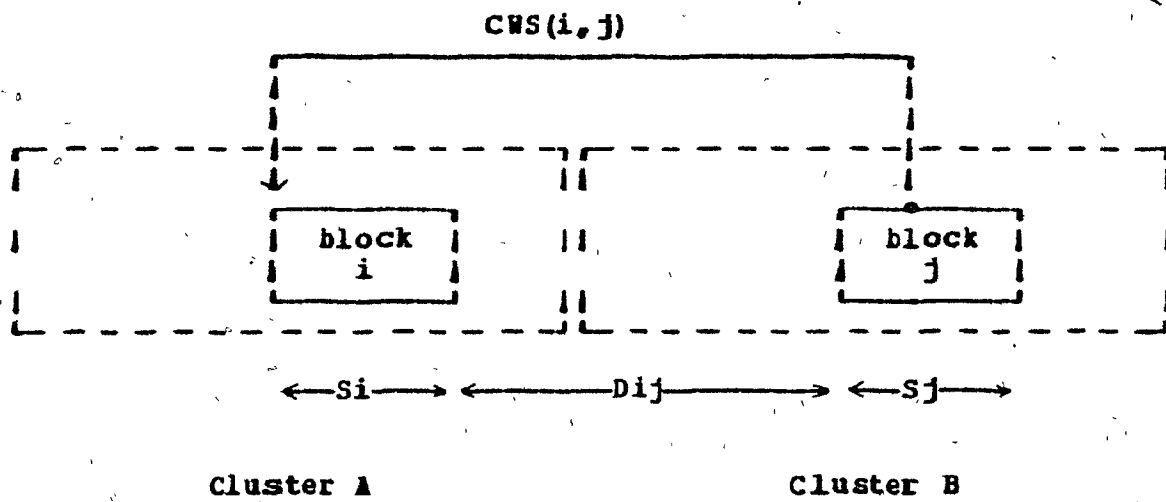 CWS(i,j)
block
i
block
j
Si
Dij
Sj
Cluster A
Cluster B